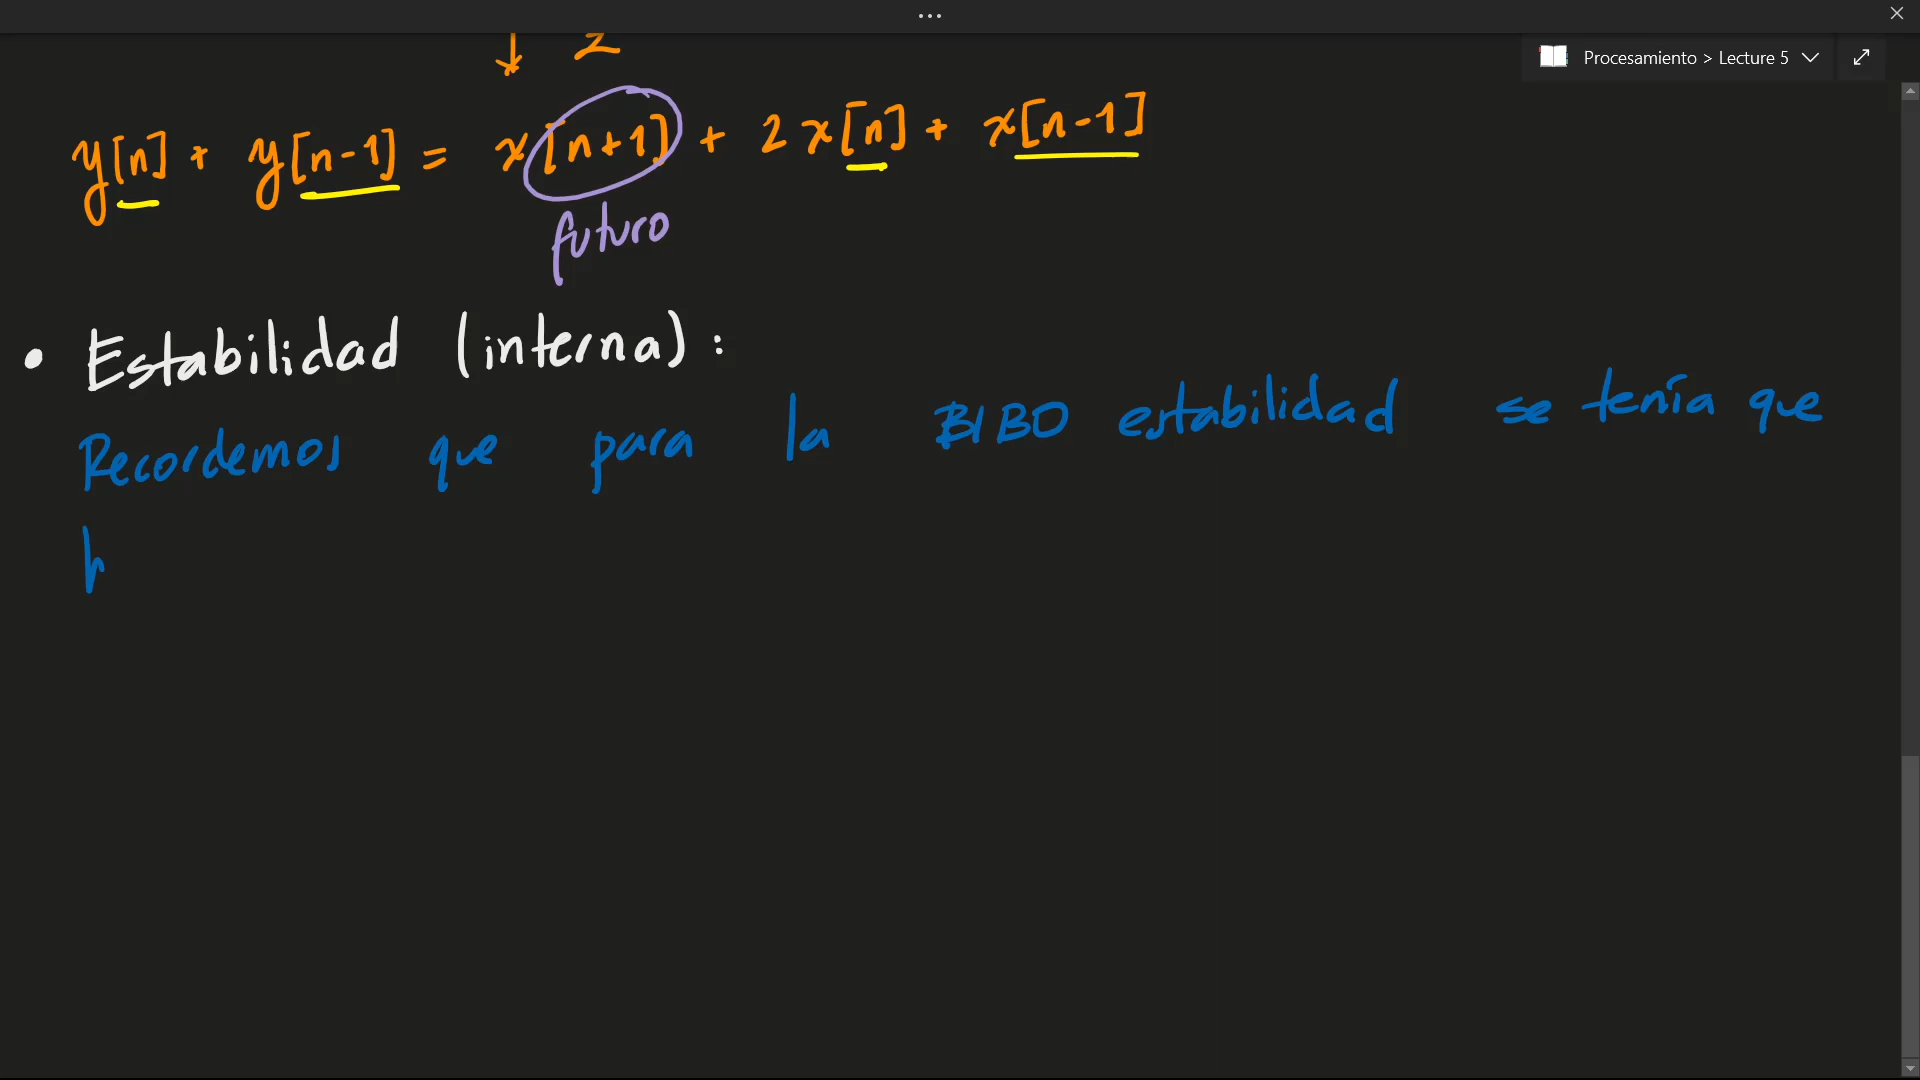 ...
Procesamiento > Lecture 5
↓ 2
y[n] + y[n-1] = x[n+1] + 2x[n] + x[n-1]
futuro
• Estabilidad (interna) :
Recordemos que para la BIBO estabilidad se tenía que
h